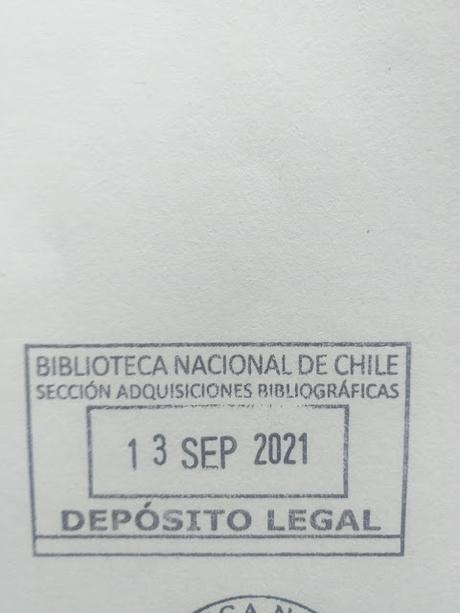 BIBLIOTECA NACIONAL DE CHILE
SECCIÓN ADQUISICIONES BIBLIOGRÁFICAS
13 SEP 2021
DEPÓSITO LEGAL